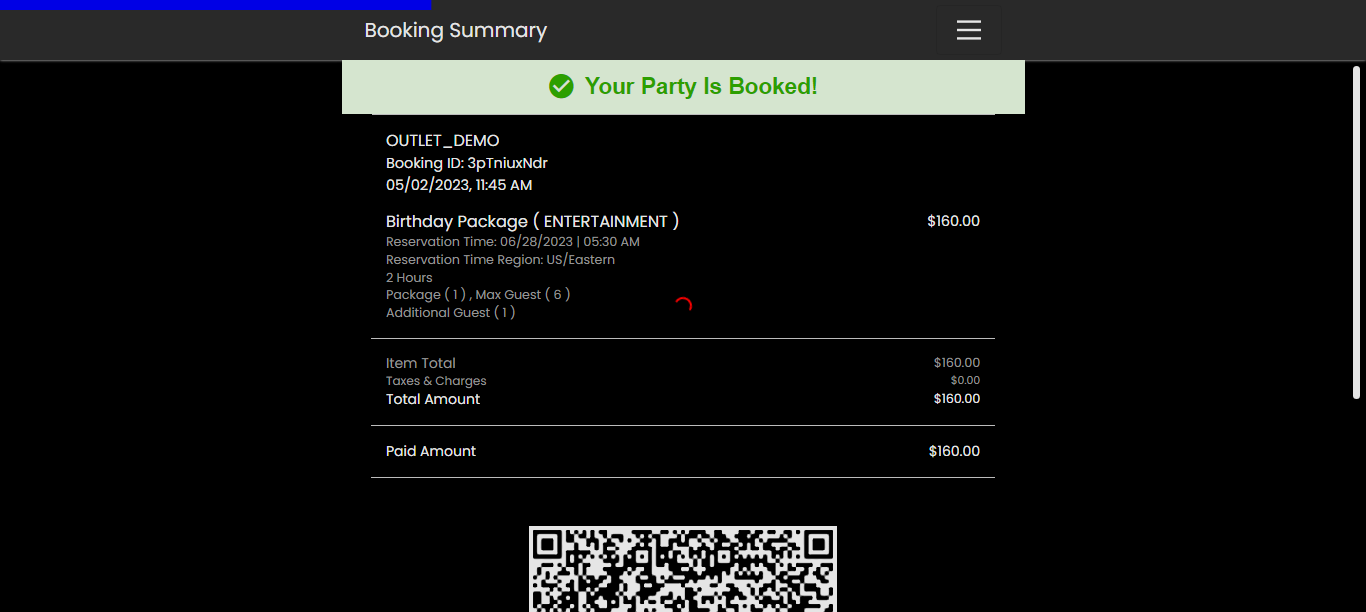 Booking Summary
Your Party Is Booked!
OUTLET_DEMO
Booking ID: 3pTniuxNdr
05/02/2023, 11:45 AM
Birthday Package ( ENTERTAINMENT ) $160.00
Reservation Time: 06/28/2023 | 05:30 AM
Reservation Time Region: US/Eastern
2 Hours
Package ( 1 ) , Max Guest ( 6 )
Additional Guest ( 1 )
Item Total $160.00
Taxes & Charges $0.00
Total Amount $160.00
Paid Amount $160.00